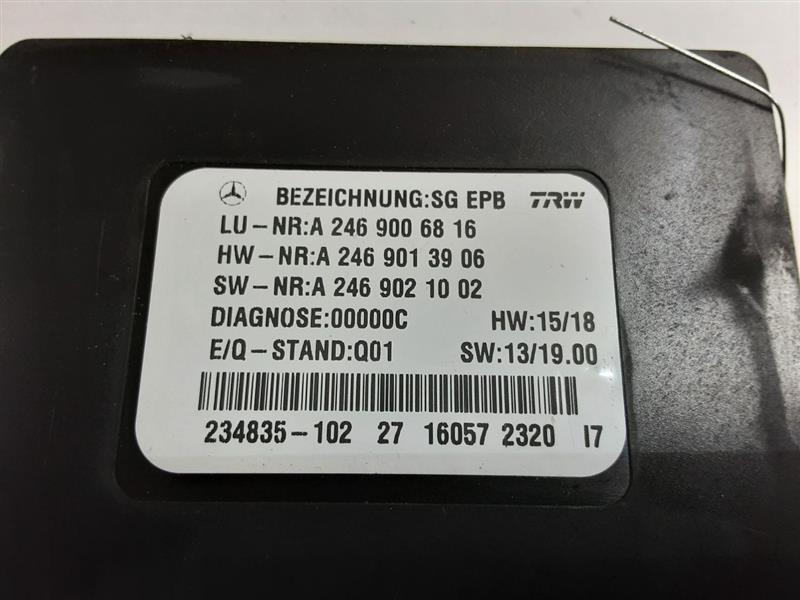 BEZEICHNUNG:SG EPB TRW
LU-NR:A 246 900 68 16
HW-NR:A 246 901 39 06
SW-NR:A 246 902 10 02
DIAGNOSE:00000C HW:15/18
E/Q-STAND:Q01 SW:13/19.00
234835-102 27 16057 2320 I7